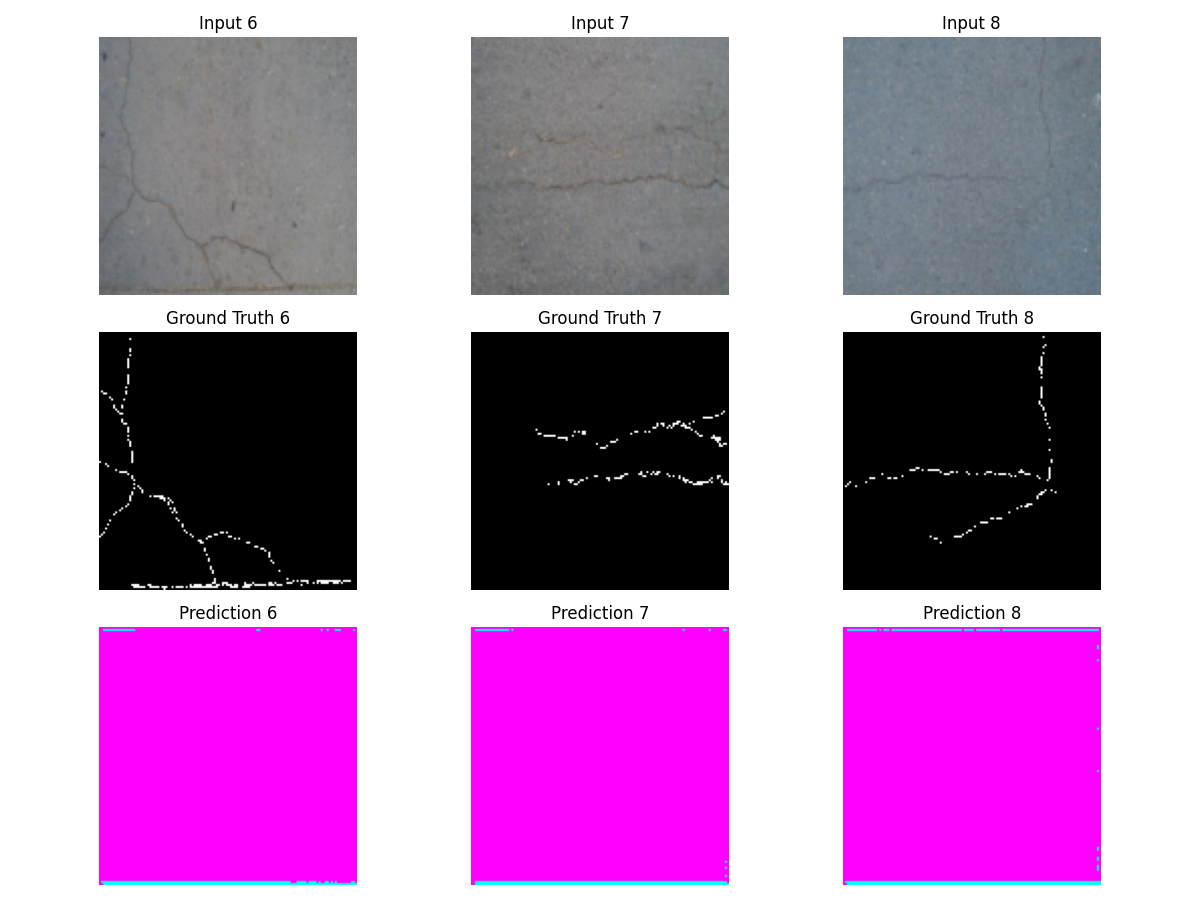 Input 6
Input 7
Input 8
Ground Truth 6
Ground Truth 7
Ground Truth 8
Prediction 6
Prediction 7
Prediction 8